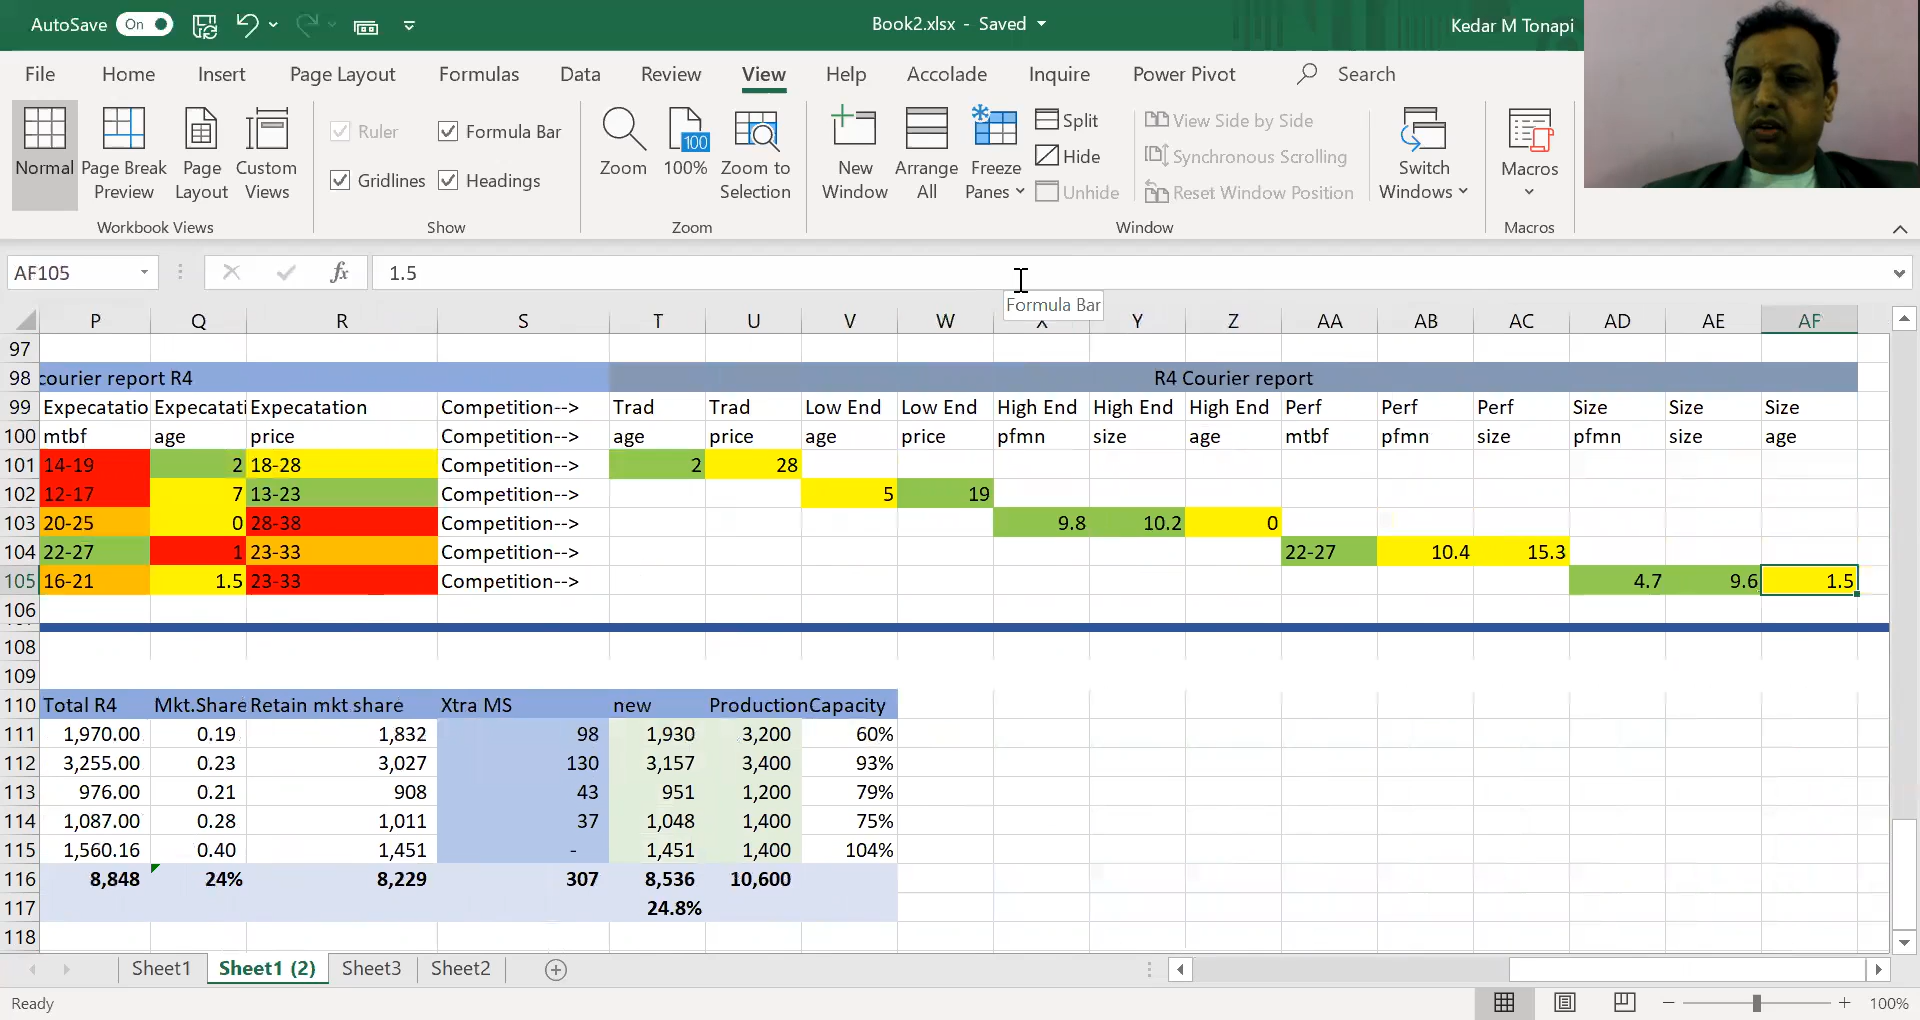 AutoSave On Book2.xlsx - Saved Kedar M Tonapi
File Home Insert Page Layout Formulas Data Review View Help Accolade Inquire Power Pivot Search
Normal Page Break Preview Page Layout Custom Views
Ruler Formula Bar
Gridlines Headings
Zoom 100 100% Zoom to Selection
New Window Arrange All Freeze Panes
Split
Hide
Unhide
View Side by Side
Synchronous Scrolling
Reset Window Position
Switch Windows Macros
Workbook Views Show Zoom Window Macros
AF105 fx 1.5
Formula Bar
P Q R S T U V W X Y Z AA AB AC AD AE AF
97
98 courier report R4 R4 Courier report
99 Expecatatio Expecatati Expecatation Competition--> Trad Trad Low End Low End High End High End High End Perf Perf Perf Size Size Size
100 mtbf age price Competition--> age price age price pfmn size age mtbf pfmn size pfmn size age
101 14-19 2 18-28 Competition--> 2 28
102 12-17 7 13-23 Competition--> 5 19
103 20-25 0 28-38 Competition--> 9.8 10.2 0
104 22-27 1 23-33 Competition--> 22-27 10.4 15.3
105 16-21 1.5 23-33 Competition--> 4.7 9.6 1.5
106
108
109
110 Total R4 Mkt.Share Retain mkt share Xtra MS new Production Capacity
111 1,970.00 0.19 1,832 98 1,930 3,200 60%
112 3,255.00 0.23 3,027 130 3,157 3,400 93%
113 976.00 0.21 908 43 951 1,200 79%
114 1,087.00 0.28 1,011 37 1,048 1,400 75%
115 1,560.16 0.40 1,451 - 1,451 1,400 104%
116 8,848 24% 8,229 307 8,536 10,600
117 24.8%
118
Sheet1 Sheet1 (2) Sheet3 Sheet2
Ready 100%